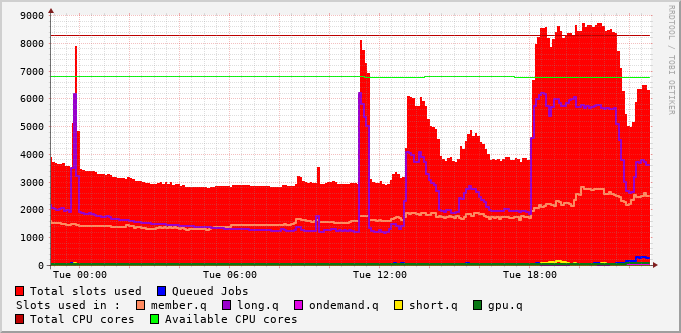 9000
8000
7000
6000
5000
4000
3000
2000
1000
0
Tue 00:00 Tue 06:00 Tue 12:00 Tue 18:00
RRDTOOL / TOBI OETIKER
Total slots used Queued Jobs
Slots used in : member.q long.q ondemand.q short.q gpu.q
Total CPU cores Available CPU cores